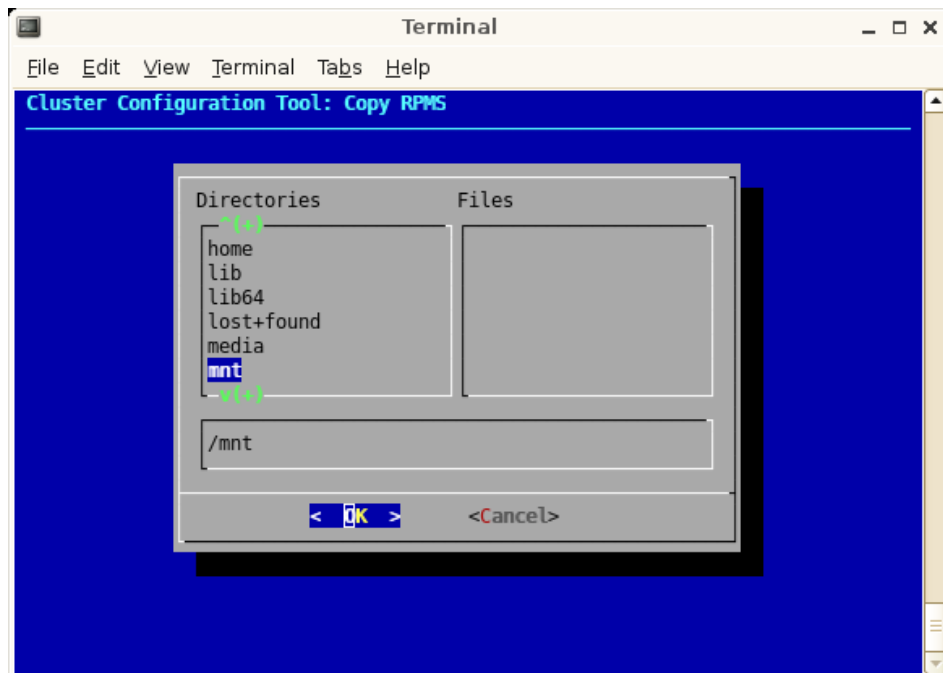 Terminal
File Edit View Terminal Tabs Help
Cluster Configuration Tool: Copy RPMS
Directories Files
^(+)
home
lib
lib64
lost+found
media
mnt
v(+)
/mnt
< OK > <Cancel>